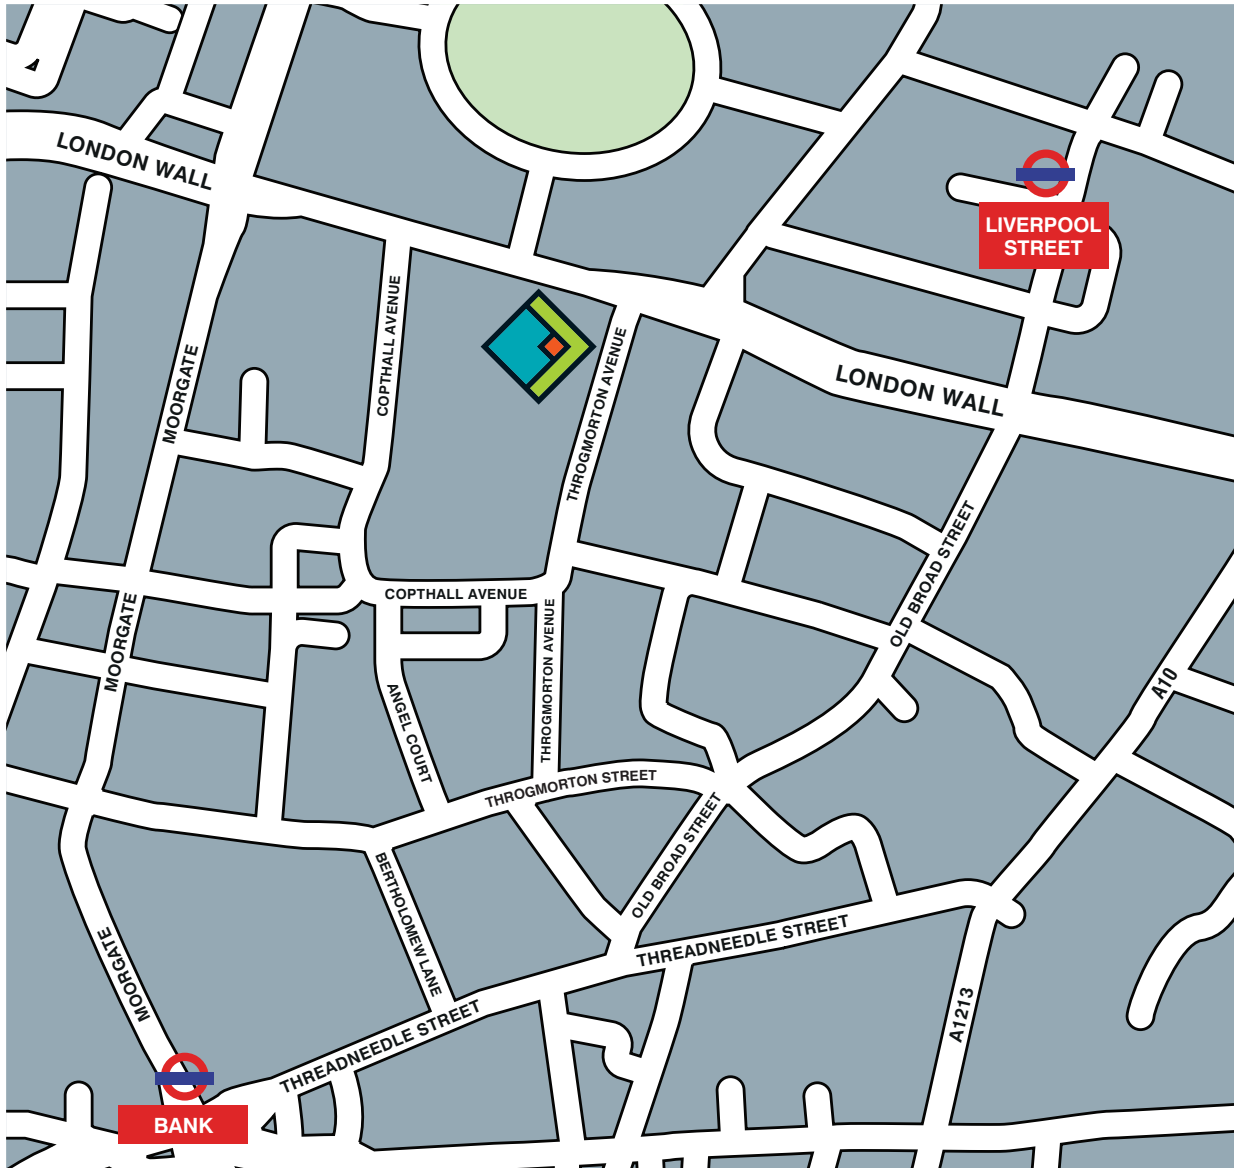 LONDON WALL
LIVERPOOL
STREET
COPTHALL AVENUE
MOORGATE
THROGMORTON AVENUE
LONDON WALL
OLD BROAD STREET
COPTHALL AVENUE
MOORGATE
THROGMORTON AVENUE
A10
ANGEL COURT
THROGMORTON STREET
OLD BROAD STREET
BERTHOLOMEW LANE
THREADNEEDLE STREET
MOORGATE
A1213
THREADNEEDLE STREET
BANK